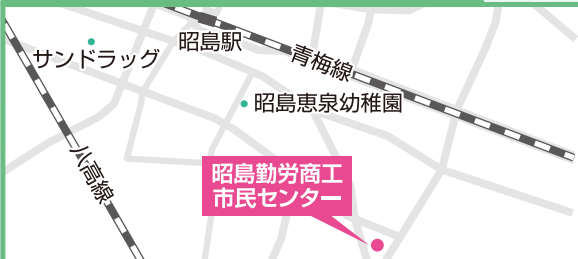 昭島駅
青梅線
サンドラッグ
昭島恵泉幼稚園
八高線
昭島勤労商工
市民センター